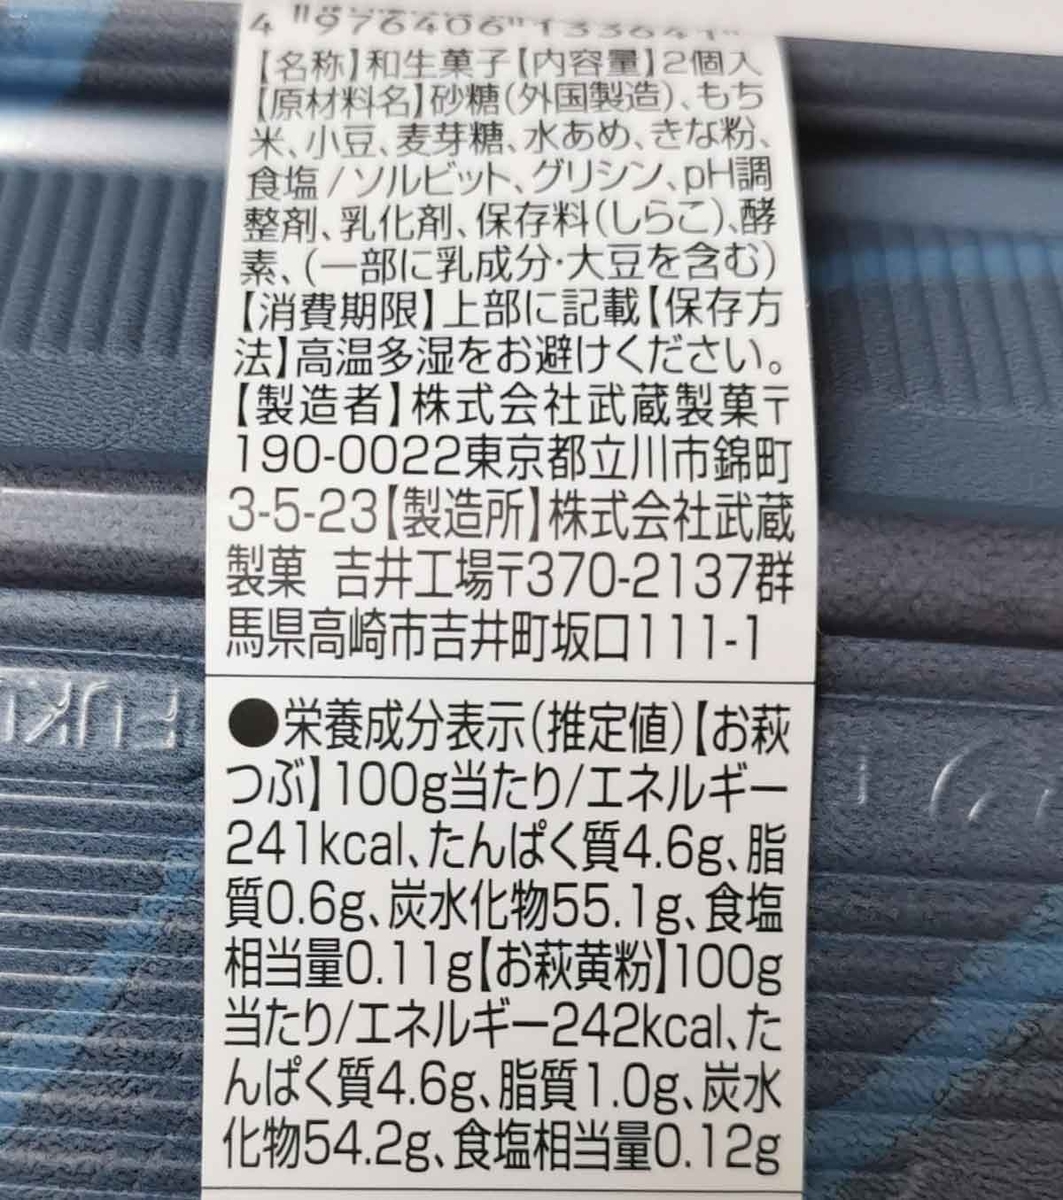 4 976406 133641
【名称】和生菓子【内容量】2個入
【原材料名】砂糖(外国製造)、もち
米、小豆、麦芽糖、水あめ、きな粉、
食塩/ソルビット、グリシン、pH調
整剤、乳化剤、保存料(しらこ)、酵
素、(一部に乳成分・大豆を含む)
【消費期限】上部に記載【保存方
法】高温多湿をお避けください。
【製造者】株式会社武蔵製菓〒
190-0022東京都立川市錦町
3-5-23【製造所】株式会社武蔵
製菓 吉井工場〒370-2137群
馬県高崎市吉井町坂口111-1
●栄養成分表示(推定値)【お萩
つぶ】100g当たり/エネルギー
241kcal、たんぱく質4.6g、脂
質0.6g、炭水化物55.1g、食塩
相当量0.11g【お萩黄粉】100g
当たり/エネルギー242kcal、た
んぱく質4.6g、脂質1.0g、炭水
化物54.2g、食塩相当量0.12g